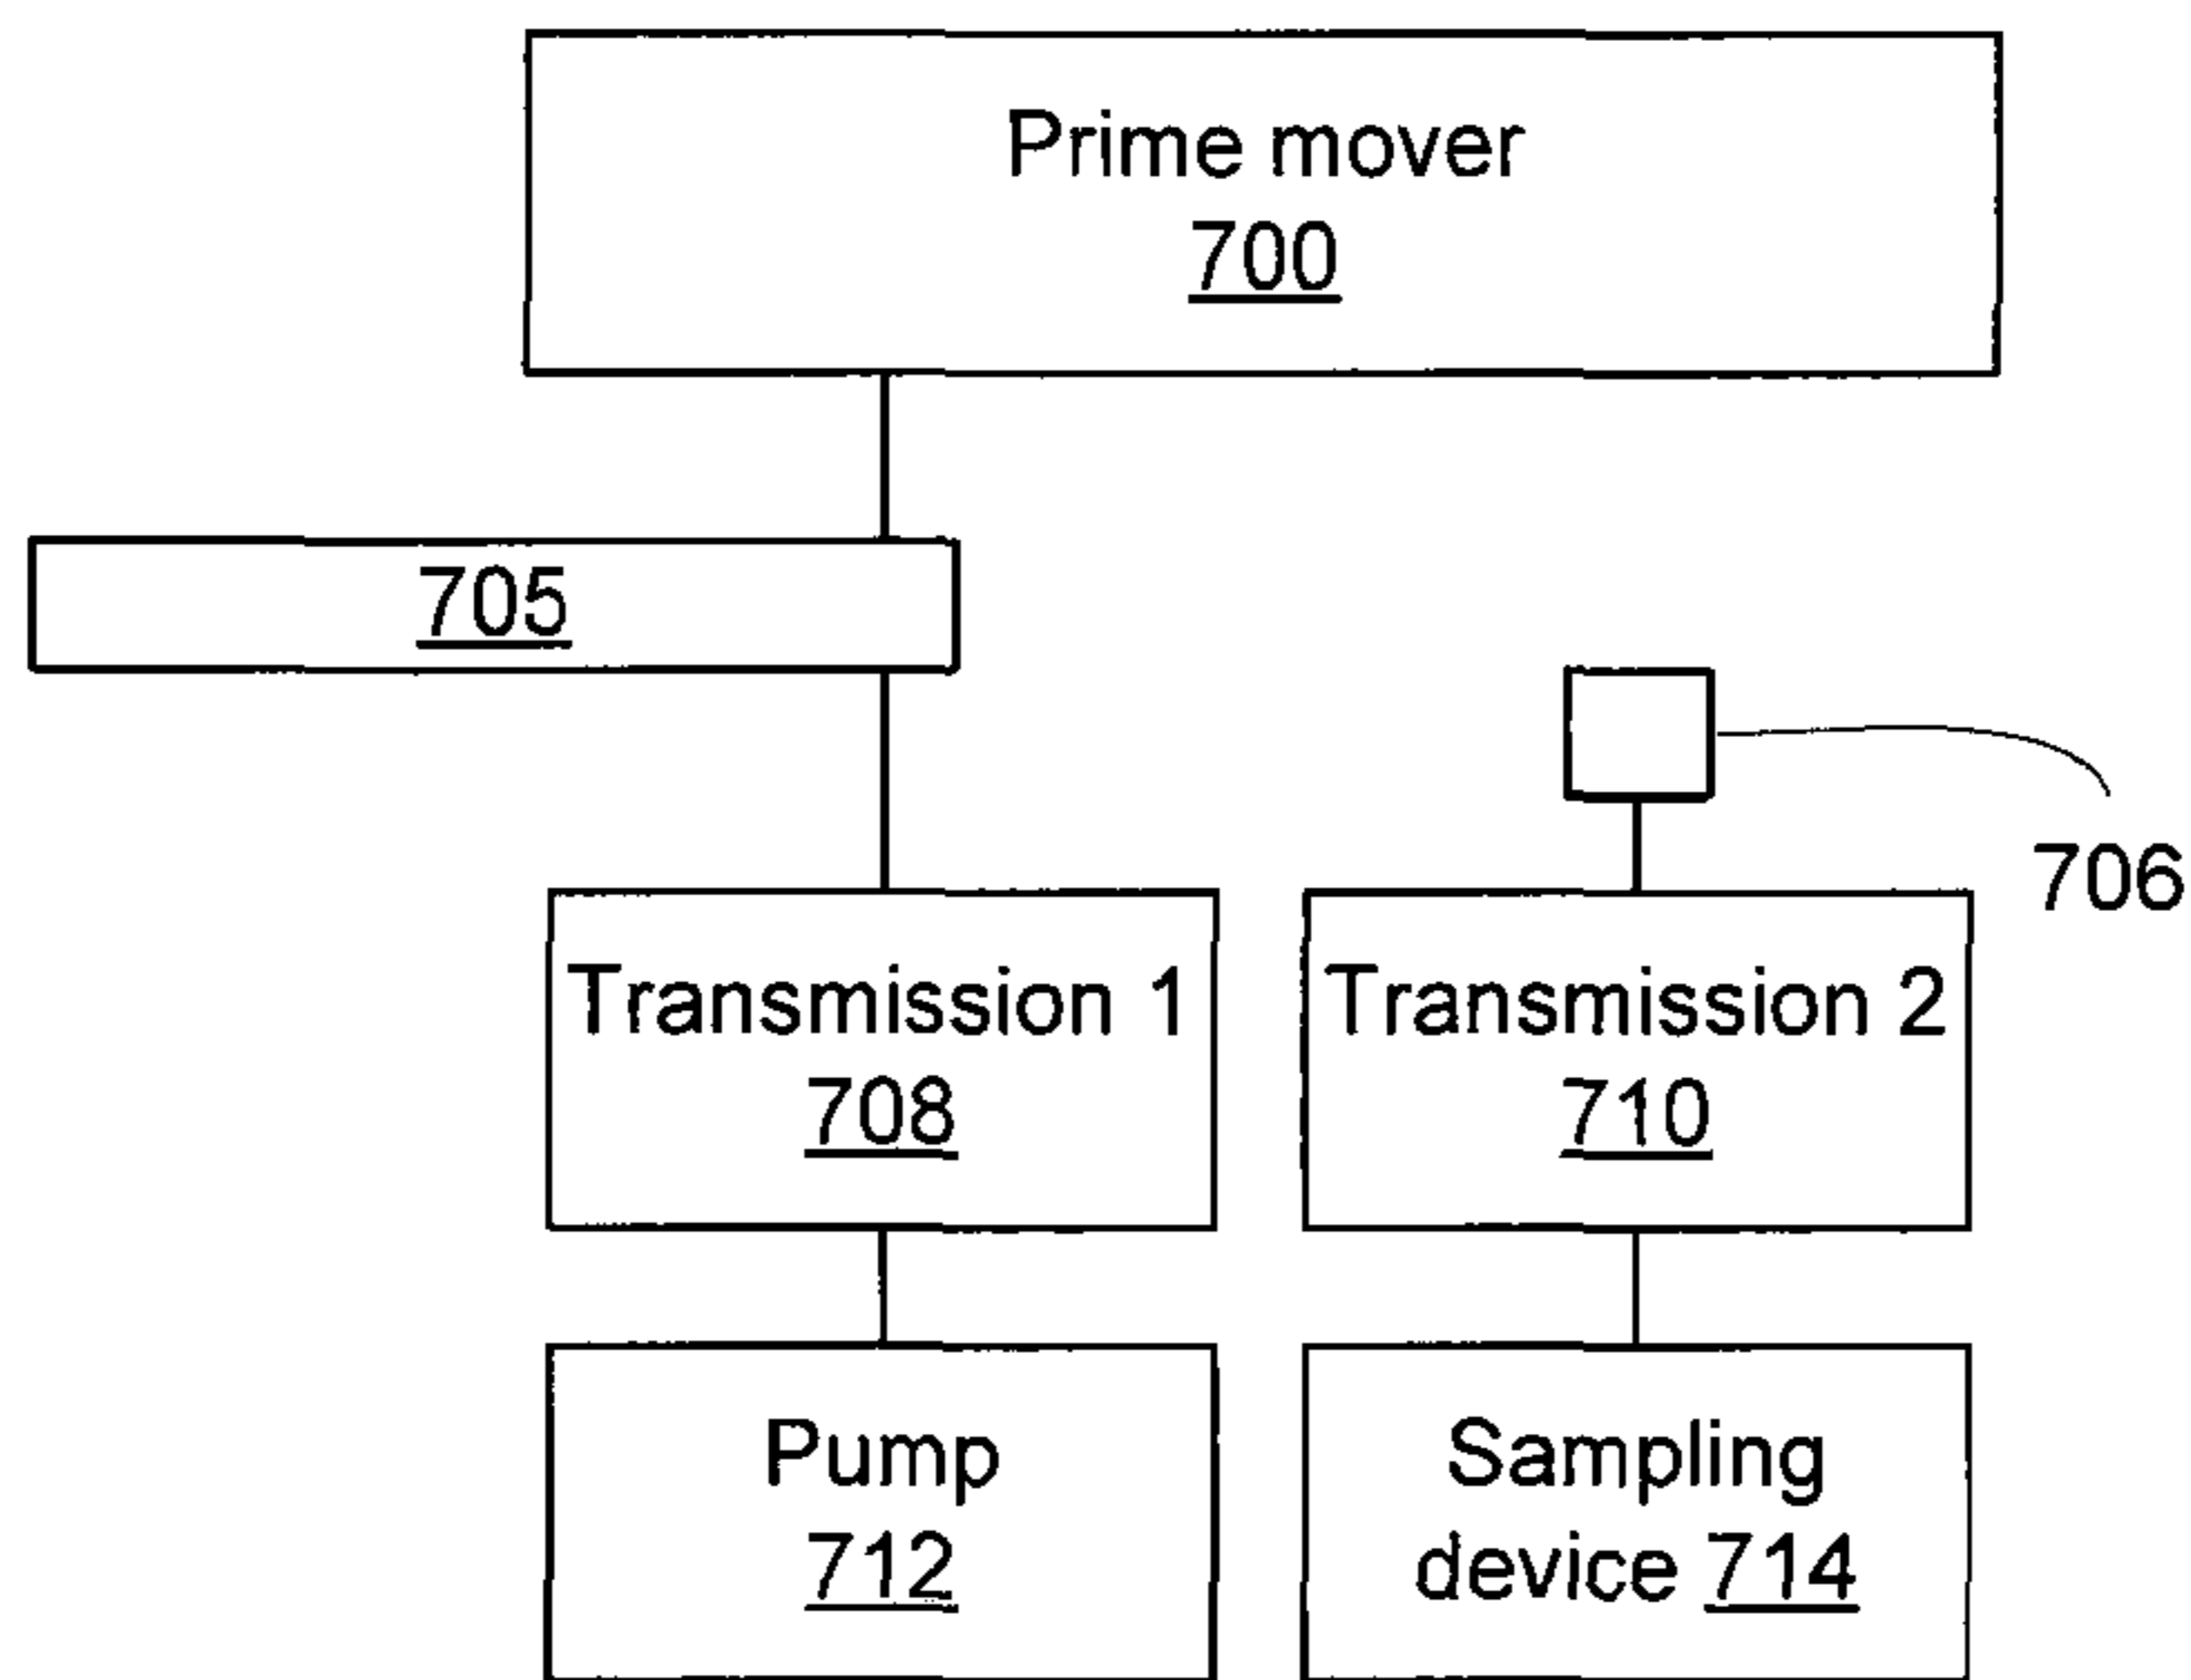 Prime mover
700
705
706
Transmission 1
708
Transmission 2
710
Pump
712
Sampling
device 714